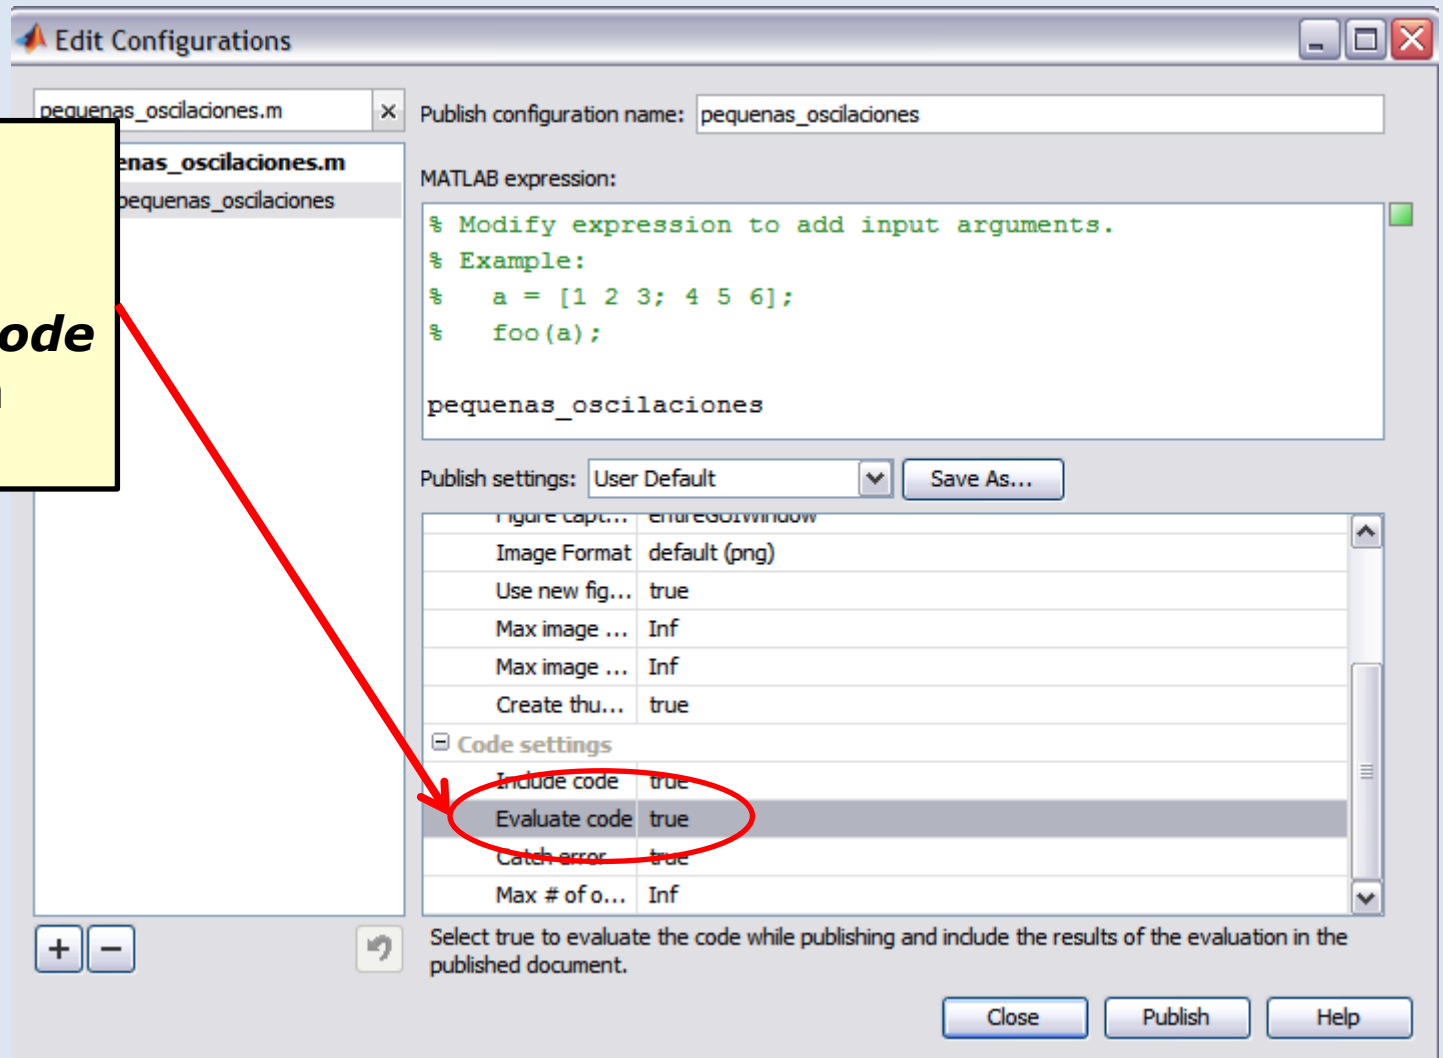 Edit Configurations
pequenas_oscilaciones.m
Publish configuration name: pequenas_oscilaciones
enas_oscilaciones.m
pequenas_oscilaciones
ode
MATLAB expression:
% Modify expression to add input arguments.
% Example:
%   a = [1 2 3; 4 5 6];
%   foo(a);
pequenas_oscilaciones
Publish settings: User Default Save As...
Figure capt... entireGUIWindow
Image Format default (png)
Use new fig... true
Max image ... Inf
Max image ... Inf
Create thu... true
Code settings
Include code true
Evaluate code true
Catch error true
Max # of o... Inf
Select true to evaluate the code while publishing and include the results of the evaluation in the
published document.
Close Publish Help